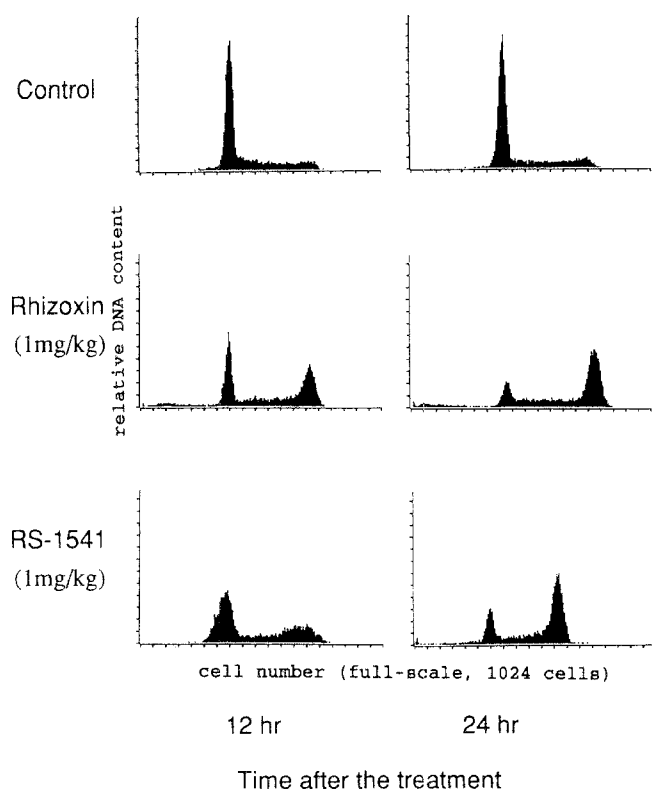 Control
relative DNA content
Rhizoxin
(1mg/kg)
RS-1541
(1mg/kg)
cell number (full-scale, 1024 cells)
12 hr
24 hr
Time after the treatment